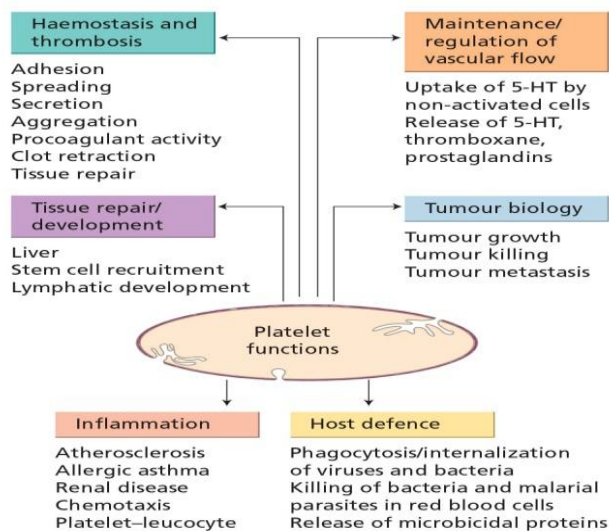 Haemostasis and
thrombosis
Adhesion
Spreading
Secretion
Aggregation
Procoagulant activity
Clot retraction
Tissue repair
Maintenance/
regulation of
vascular flow
Uptake of 5-HT by
non-activated cells
Release of 5-HT,
thromboxane,
prostaglandins
Tissue repair/
development
Liver
Stem cell recruitment
Lymphatic development
Tumour biology
Tumour growth
Tumour killing
Tumour metastasis
Platelet
functions
Inflammation
Atherosclerosis
Allergic asthma
Renal disease
Chemotaxis
Platelet–leucocyte
Host defence
Phagocytosis/internalization
of viruses and bacteria
Killing of bacteria and malarial
parasites in red blood cells
Release of microbicidal proteins